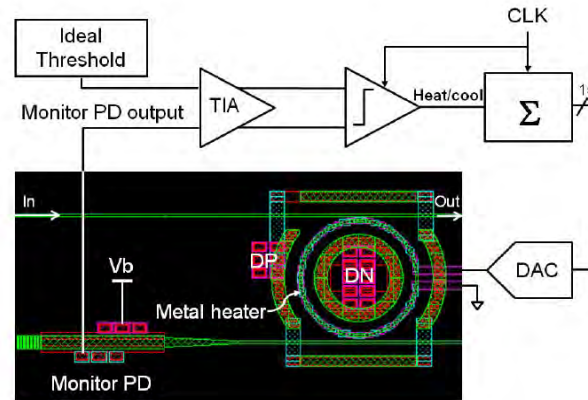 CLK
Ideal
Threshold
TIA
Monitor PD output
Heat/cool
Σ
In
Out
DP
DN
DAC
Vb
Metal heater
Monitor PD